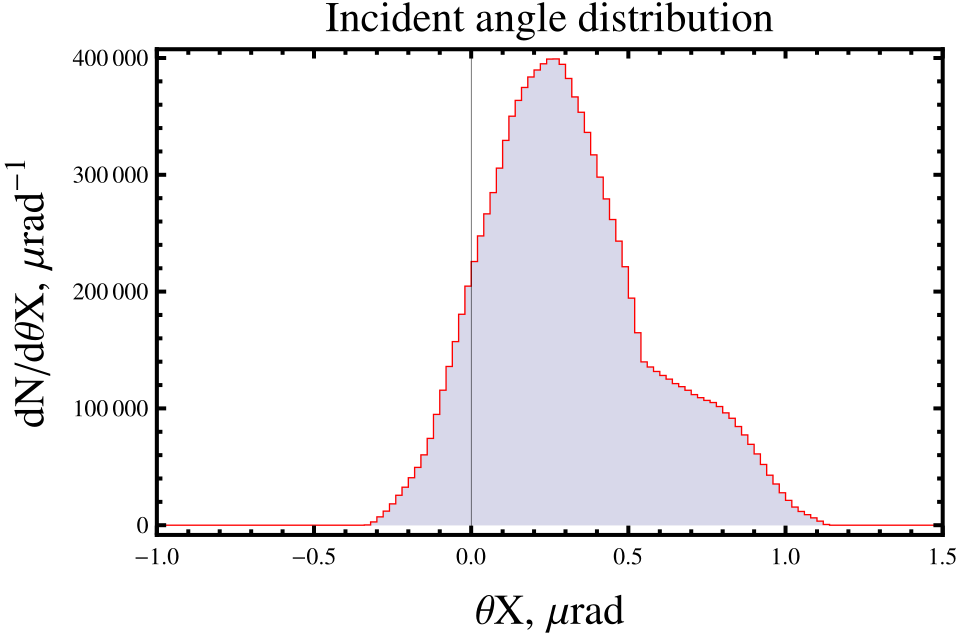 Incident angle distribution
dN/dθX, μrad⁻¹
400 000
300 000
200 000
100 000
0
−1.0 −0.5 0.0 0.5 1.0 1.5
θX, μrad